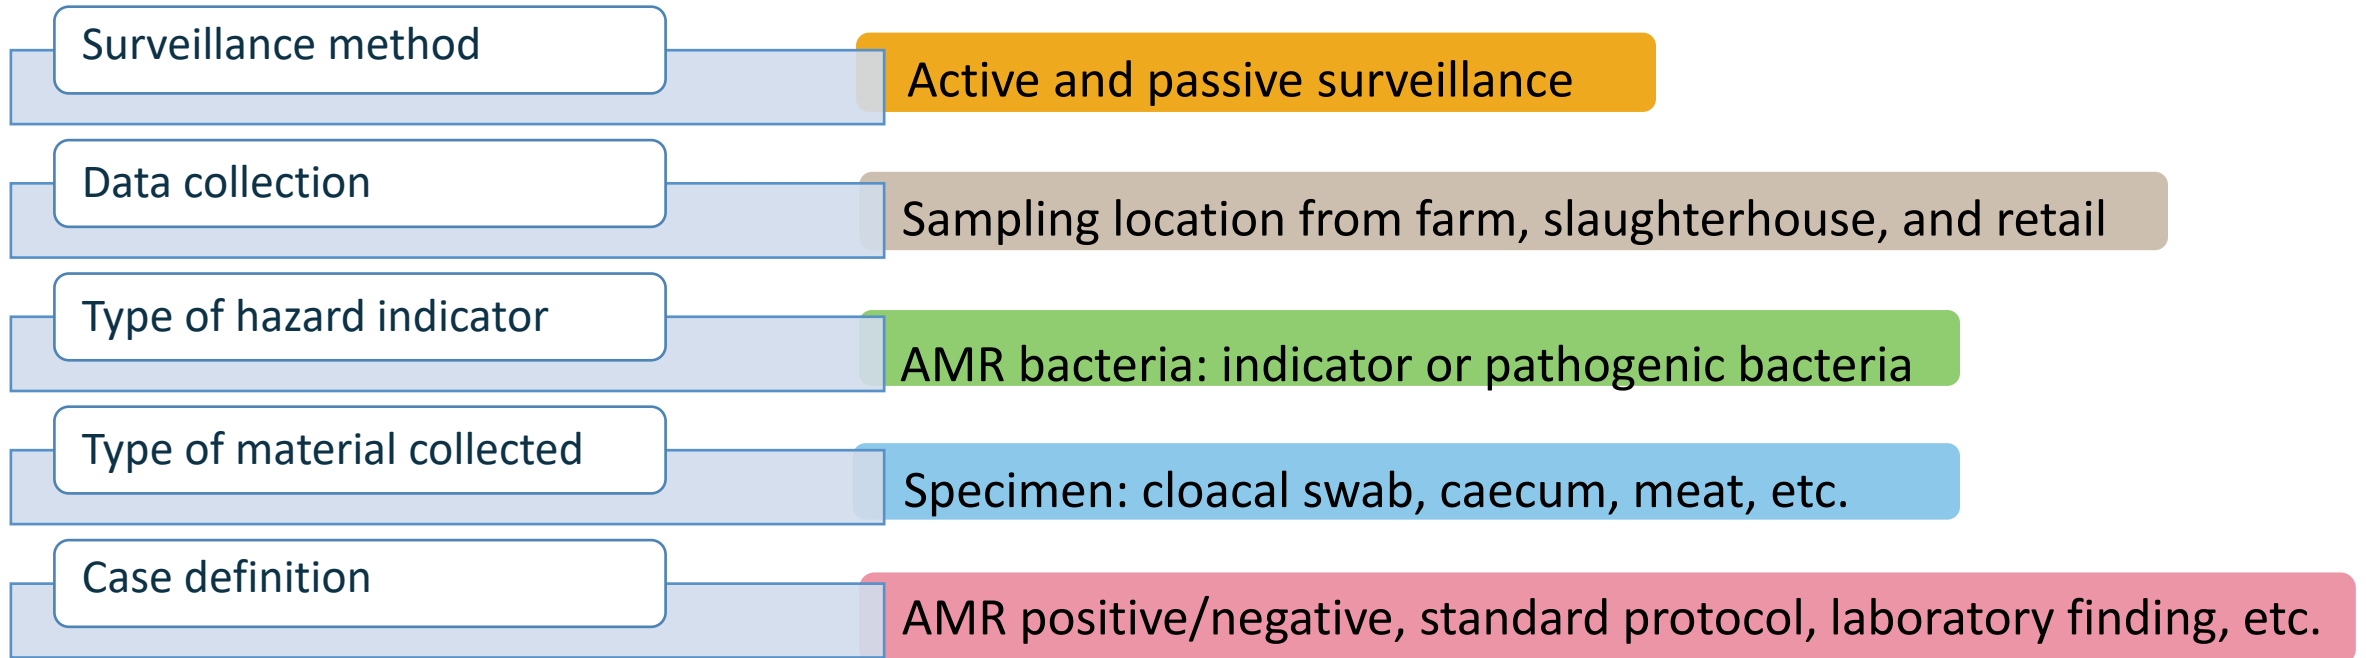 Surveillance method
Active and passive surveillance
Data collection
Sampling location from farm, slaughterhouse, and retail
Type of hazard indicator
AMR bacteria: indicator or pathogenic bacteria
Type of material collected
Specimen: cloacal swab, caecum, meat, etc.
Case definition
AMR positive/negative, standard protocol, laboratory finding, etc.